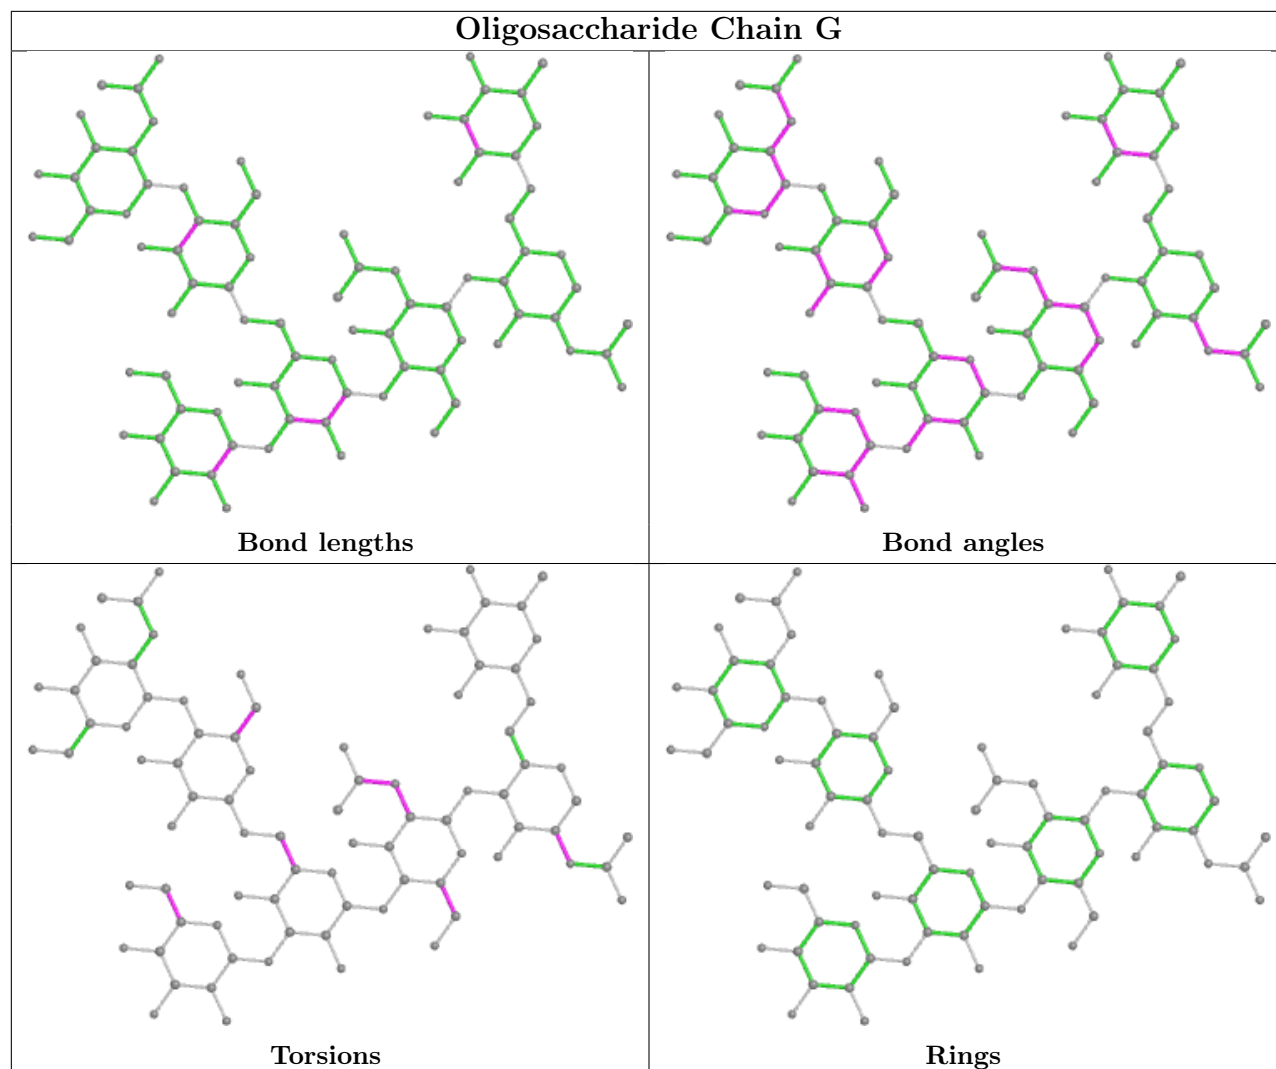 Oligosaccharide Chain G
Bond lengths
Bond angles
Torsions
Rings